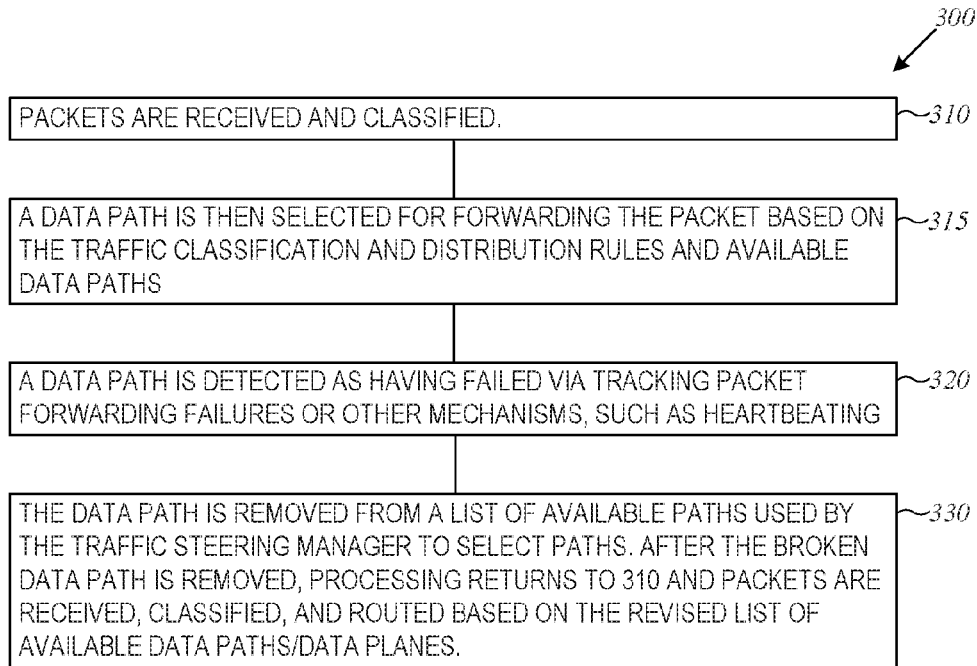 300
PACKETS ARE RECEIVED AND CLASSIFIED.
310
A DATA PATH IS THEN SELECTED FOR FORWARDING THE PACKET BASED ON
THE TRAFFIC CLASSIFICATION AND DISTRIBUTION RULES AND AVAILABLE
DATA PATHS
315
A DATA PATH IS DETECTED AS HAVING FAILED VIA TRACKING PACKET
FORWARDING FAILURES OR OTHER MECHANISMS, SUCH AS HEARTBEATING
320
THE DATA PATH IS REMOVED FROM A LIST OF AVAILABLE PATHS USED BY
THE TRAFFIC STEERING MANAGER TO SELECT PATHS. AFTER THE BROKEN
DATA PATH IS REMOVED, PROCESSING RETURNS TO 310 AND PACKETS ARE
RECEIVED, CLASSIFIED, AND ROUTED BASED ON THE REVISED LIST OF
AVAILABLE DATA PATHS/DATA PLANES.
330